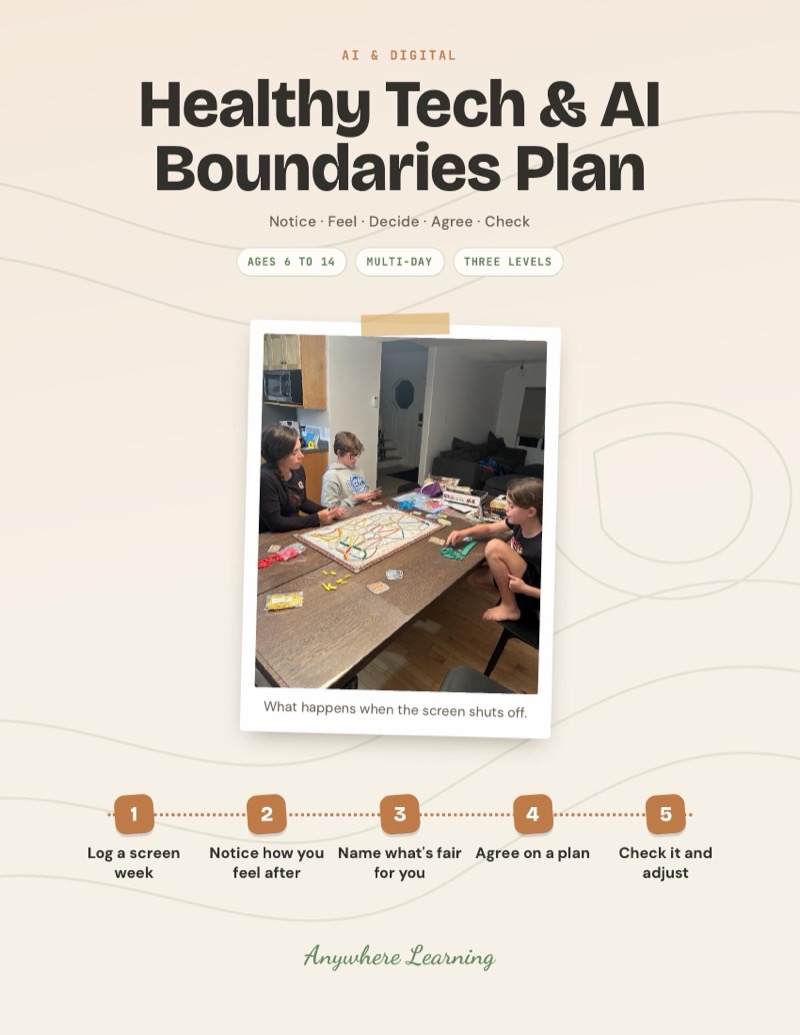 AI & DIGITAL
Healthy Tech & AI
Boundaries Plan
Notice · Feel · Decide · Agree · Check
AGES 6 TO 14
MULTI-DAY
THREE LEVELS
What happens when the screen shuts off.
1
2
3
4
5
Log a screen
week
Notice how you
feel after
Name what's fair
for you
Agree on a plan
Check it and
adjust
Anywhere Learning